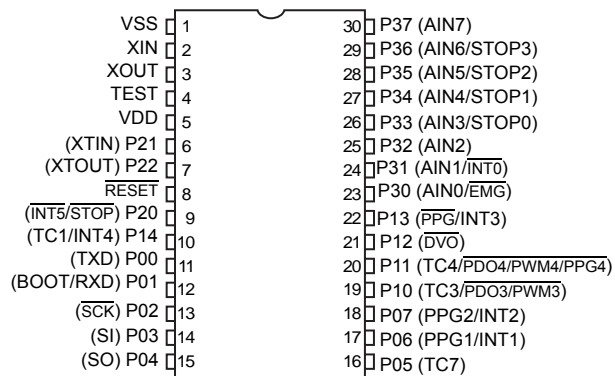 VSS 1
XIN 2
XOUT 3
TEST 4
VDD 5
(XTIN) P21 6
(XTOUT) P22 7
RESET 8
(INT5/STOP) P20 9
(TC1/INT4) P14 10
(TXD) P00 11
(BOOT/RXD) P01 12
(SCK) P02 13
(SI) P03 14
(SO) P04 15
30 P37 (AIN7)
29 P36 (AIN6/STOP3)
28 P35 (AIN5/STOP2)
27 P34 (AIN4/STOP1)
26 P33 (AIN3/STOP0)
25 P32 (AIN2)
24 P31 (AIN1/INT0)
23 P30 (AIN0/EMG)
22 P13 (PPG/INT3)
21 P12 (DVO)
20 P11 (TC4/PDO4/PWM4/PPG4)
19 P10 (TC3/PDO3/PWM3)
18 P07 (PPG2/INT2)
17 P06 (PPG1/INT1)
16 P05 (TC7)